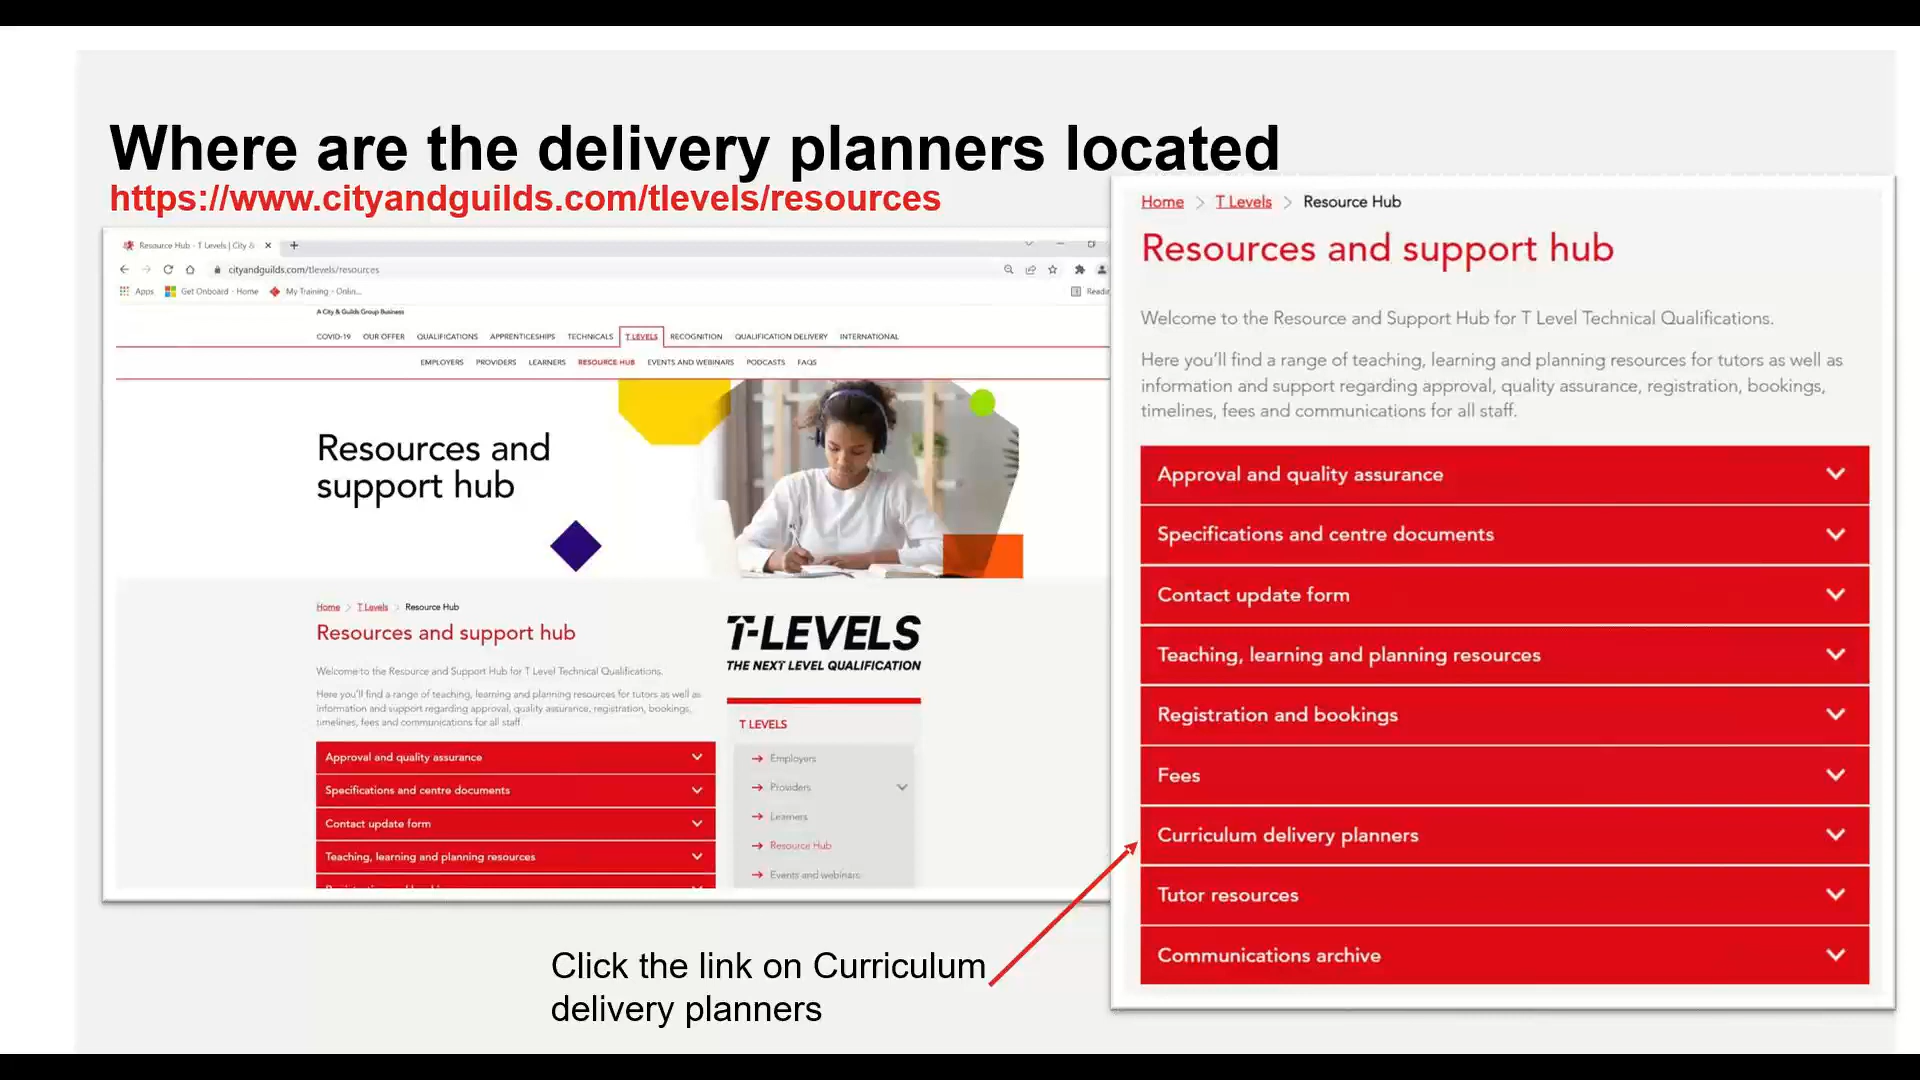 Where are the delivery planners located
https://www.cityandguilds.com/tlevels/resources
Resource Hub - T Levels | City &
cityandguilds.com/tlevels/resources
Apps
Get Onboard - Home
My Training - Onlin...
A City & Guilds Group Business
COVID-19 OUR OFFER QUALIFICATIONS APPRENTICESHIPS TECHNICALS T LEVELS RECOGNITION QUALIFICATION DELIVERY INTERNATIONAL
EMPLOYERS PROVIDERS LEARNERS RESOURCE HUB EVENTS AND WEBINARS PODCASTS FAQS
Resources and
support hub
Home > T Levels > Resource Hub
Resources and support hub
Welcome to the Resource and Support Hub for T Level Technical Qualifications.
Here you'll find a range of teaching, learning and planning resources for tutors as well as
information and support regarding approval, quality assurance, registration, bookings,
timelines, fees and communications for all staff.
Approval and quality assurance
Specifications and centre documents
Contact update form
Teaching, learning and planning resources
T-LEVELS
THE NEXT LEVEL QUALIFICATION
T LEVELS
Employers
Providers
Learners
Resource Hub
Events and webinars
Click the link on Curriculum
delivery planners
Home > T Levels > Resource Hub
Resources and support hub
Welcome to the Resource and Support Hub for T Level Technical Qualifications.
Here you'll find a range of teaching, learning and planning resources for tutors as well as
information and support regarding approval, quality assurance, registration, bookings,
timelines, fees and communications for all staff.
Approval and quality assurance
Specifications and centre documents
Contact update form
Teaching, learning and planning resources
Registration and bookings
Fees
Curriculum delivery planners
Tutor resources
Communications archive